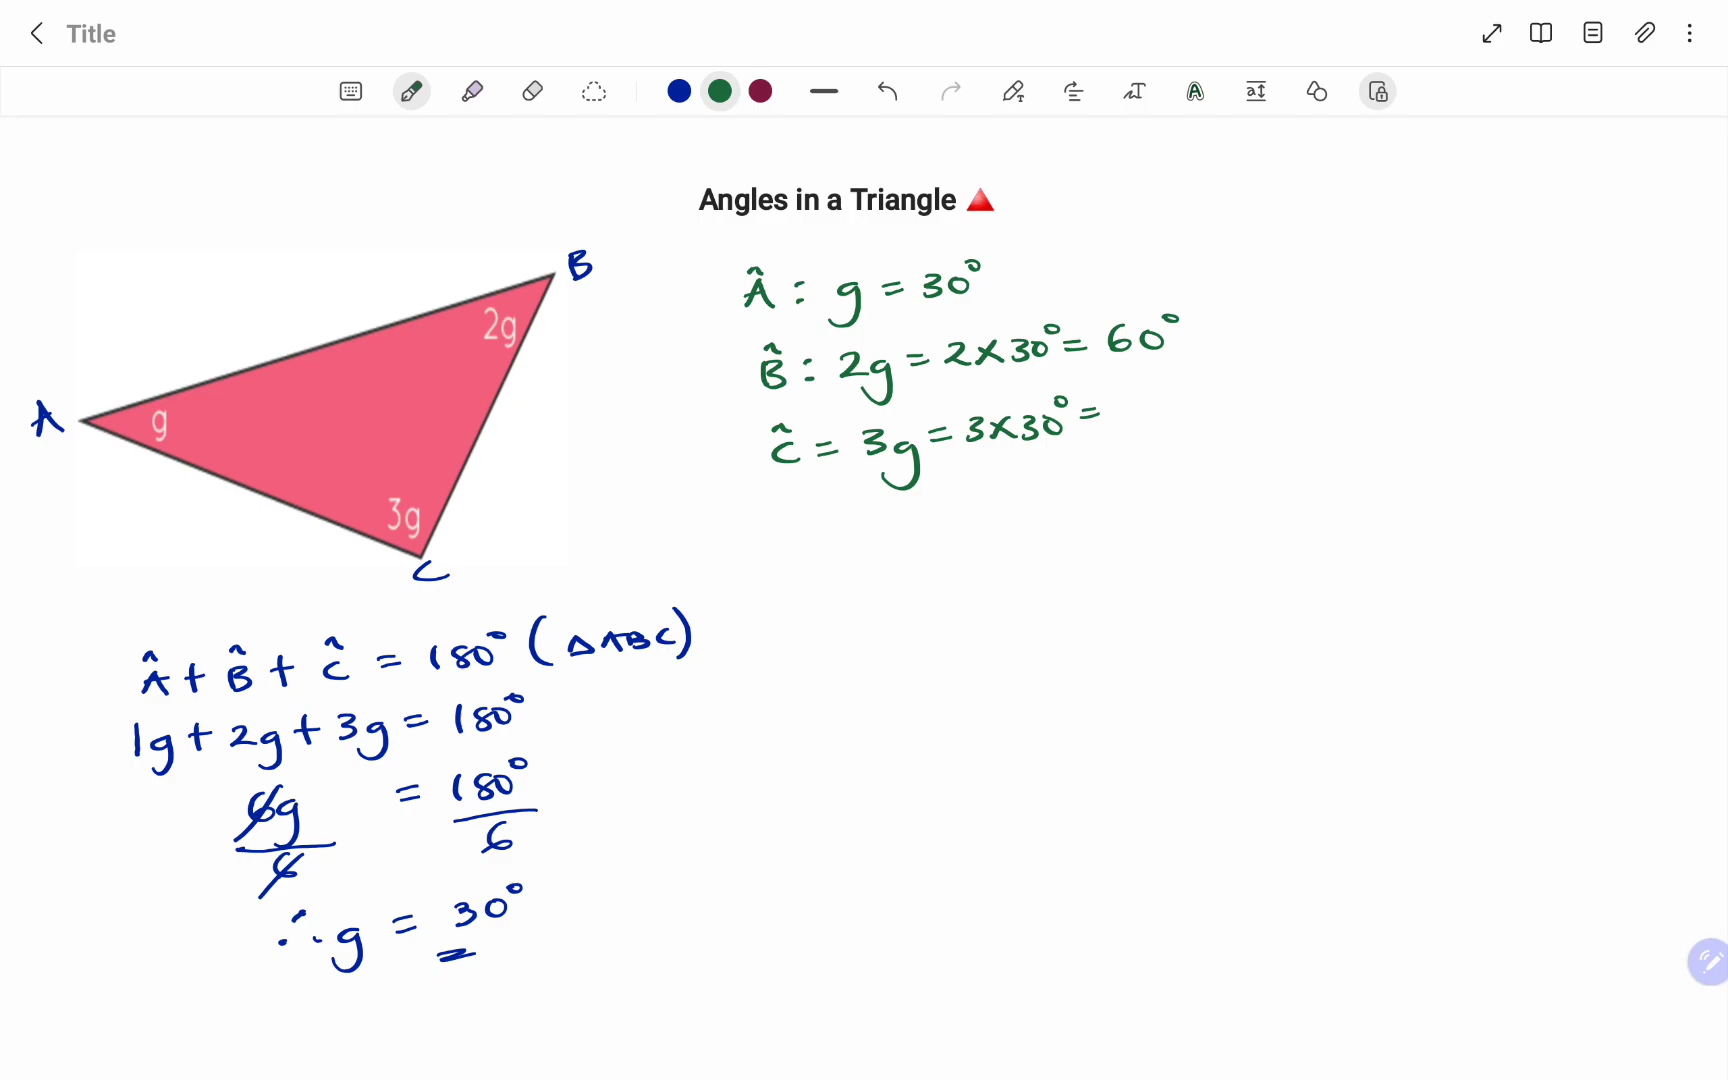 Title
Angles in a Triangle
B
2g
A
g
3g
C
Â : g = 30°
B̂ : 2g = 2×30° = 60°
Ĉ = 3g = 3×30° =
Â + B̂ + Ĉ = 180° (△ABC)
1g + 2g + 3g = 180°
6g/6 = 180°/6
∴ g = 30°